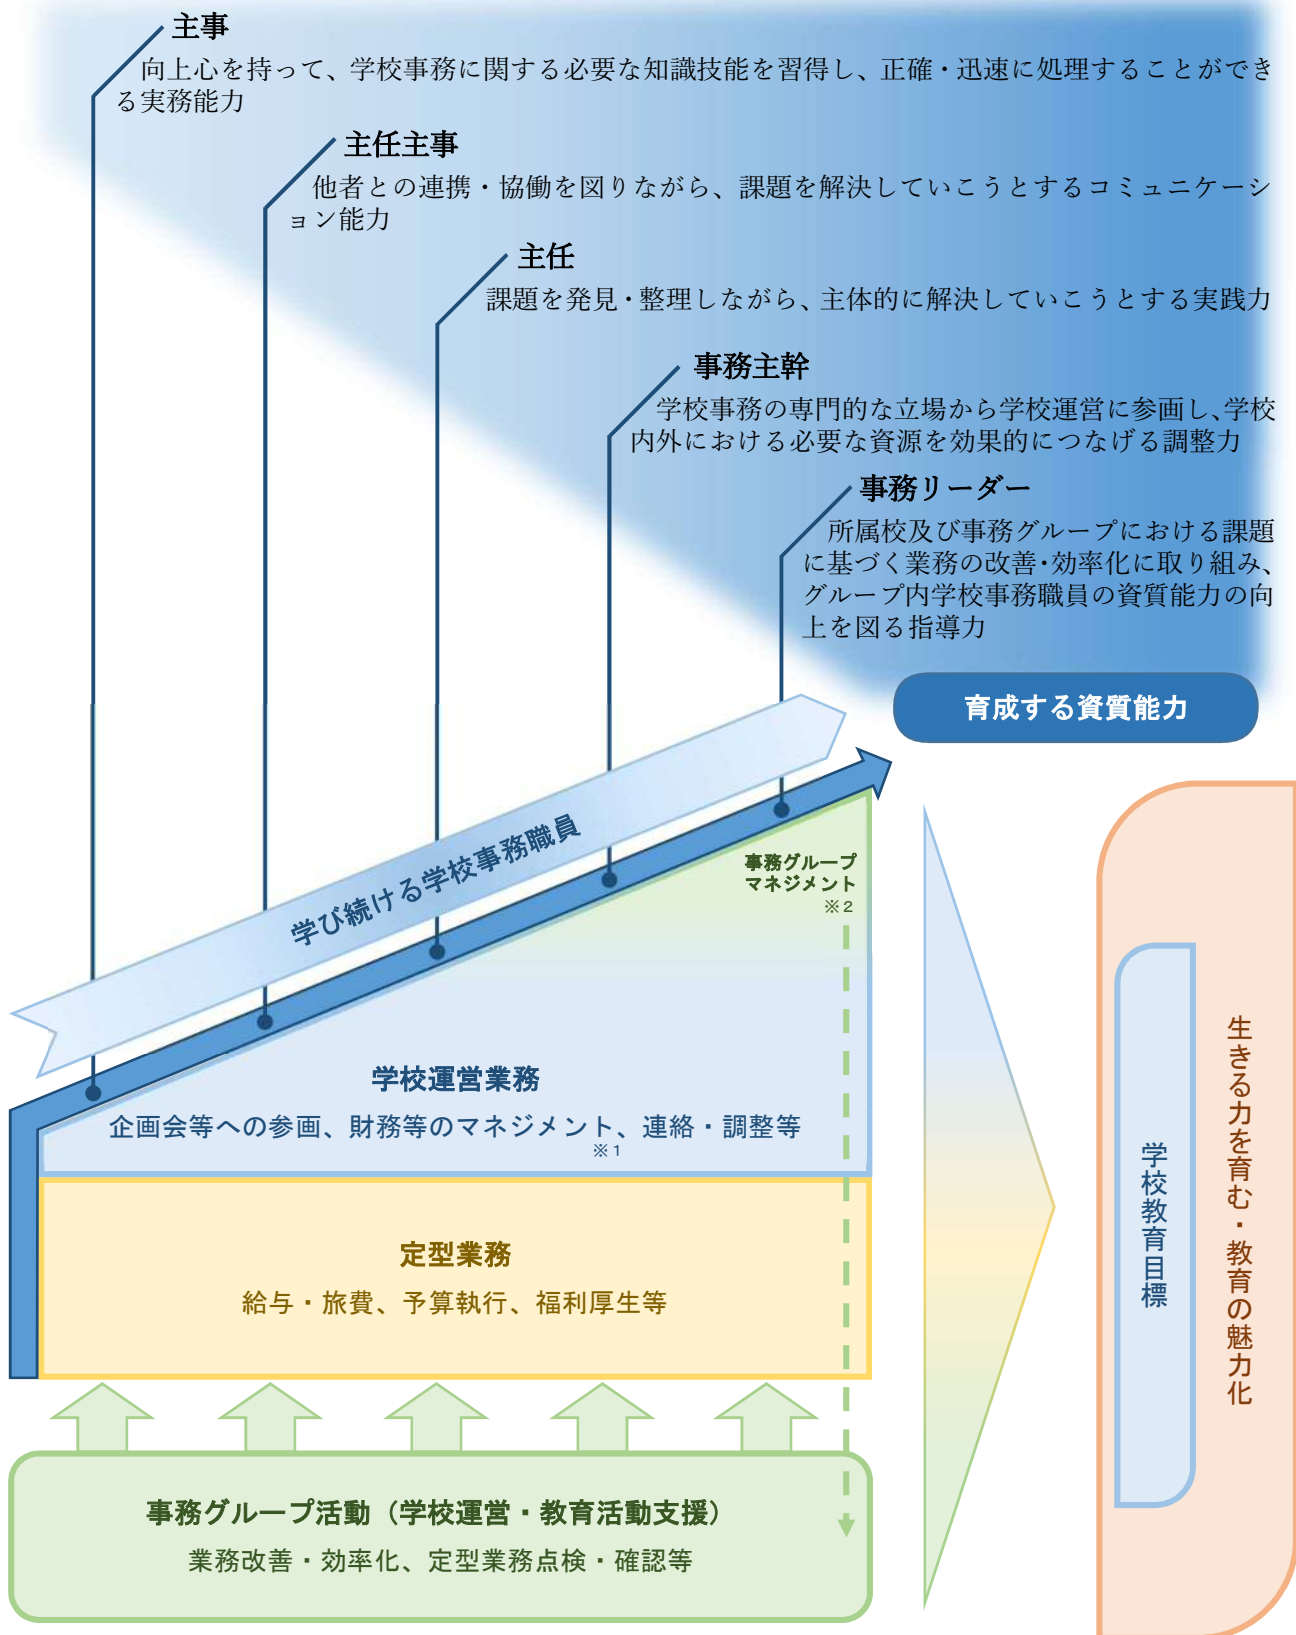 主事
向上心を持って、学校事務に関する必要な知識技能を習得し、正確・迅速に処理することができ
る実務能力
主任主事
他者との連携・協働を図りながら、課題を解決していこうとするコミュニケーシ
ョン能力
主任
課題を発見・整理しながら、主体的に解決していこうとする実践力
事務主幹
学校事務の専門的な立場から学校運営に参画し、学校
内外における必要な資源を効果的につなげる調整力
事務リーダー
所属校及び事務グループにおける課題
に基づく業務の改善・効率化に取り組み、
グループ内学校事務職員の資質能力の向
上を図る指導力
育成する資質能力
学び続ける学校事務職員
事務グループ
マネジメント
※2
学校運営業務
企画会等への参画、財務等のマネジメント、連絡・調整等
※1
定型業務
給与・旅費、予算執行、福利厚生等
事務グループ活動（学校運営・教育活動支援）
業務改善・効率化、定型業務点検・確認等
学校教育目標
生きる力を育む・教育の魅力化